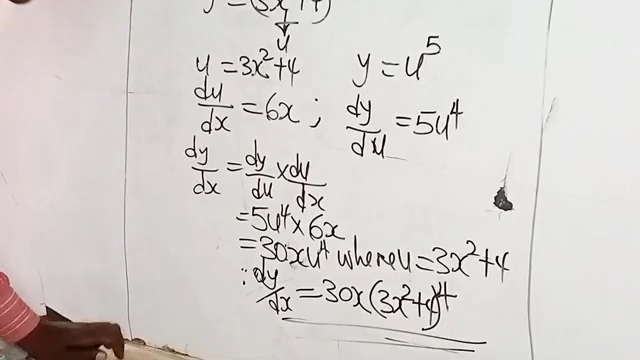 y = (3x²+4)
u
u = 3x²+4 y = u⁵
du/dx = 6x ; dy/du = 5u⁴
dy/dx = dy/du × du/dx
= 5u⁴ × 6x
= 30xu⁴ where u = 3x²+4
∴ dy/dx = 30x(3x²+4)⁴